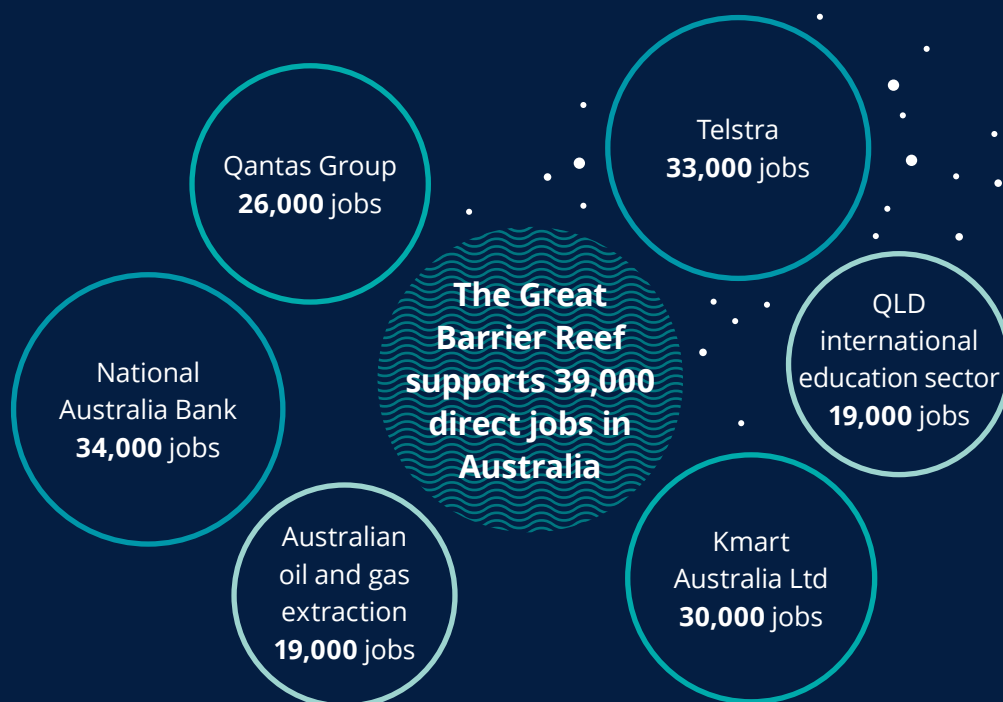 Qantas Group
26,000 jobs
Telstra
33,000 jobs
The Great
Barrier Reef
supports 39,000
direct jobs in
Australia
QLD
international
education sector
19,000 jobs
National
Australia Bank
34,000 jobs
Australian
oil and gas
extraction
19,000 jobs
Kmart
Australia Ltd
30,000 jobs